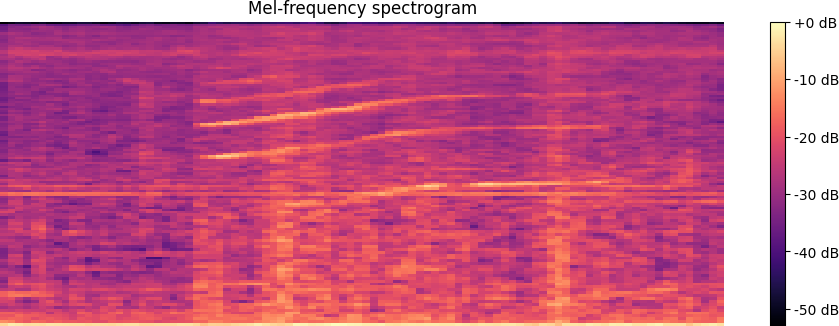 Mel-frequency spectrogram
+0 dB
-10 dB
-20 dB
-30 dB
-40 dB
-50 dB